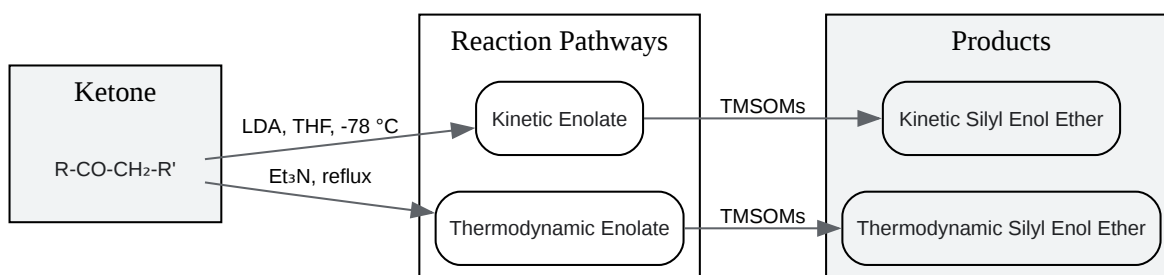 Ketone
R-CO-CH₂-R'
LDA, THF, -78 °C
Et₃N, reflux
Reaction Pathways
Kinetic Enolate
Thermodynamic Enolate
TMSOMs
TMSOMs
Products
Kinetic Silyl Enol Ether
Thermodynamic Silyl Enol Ether